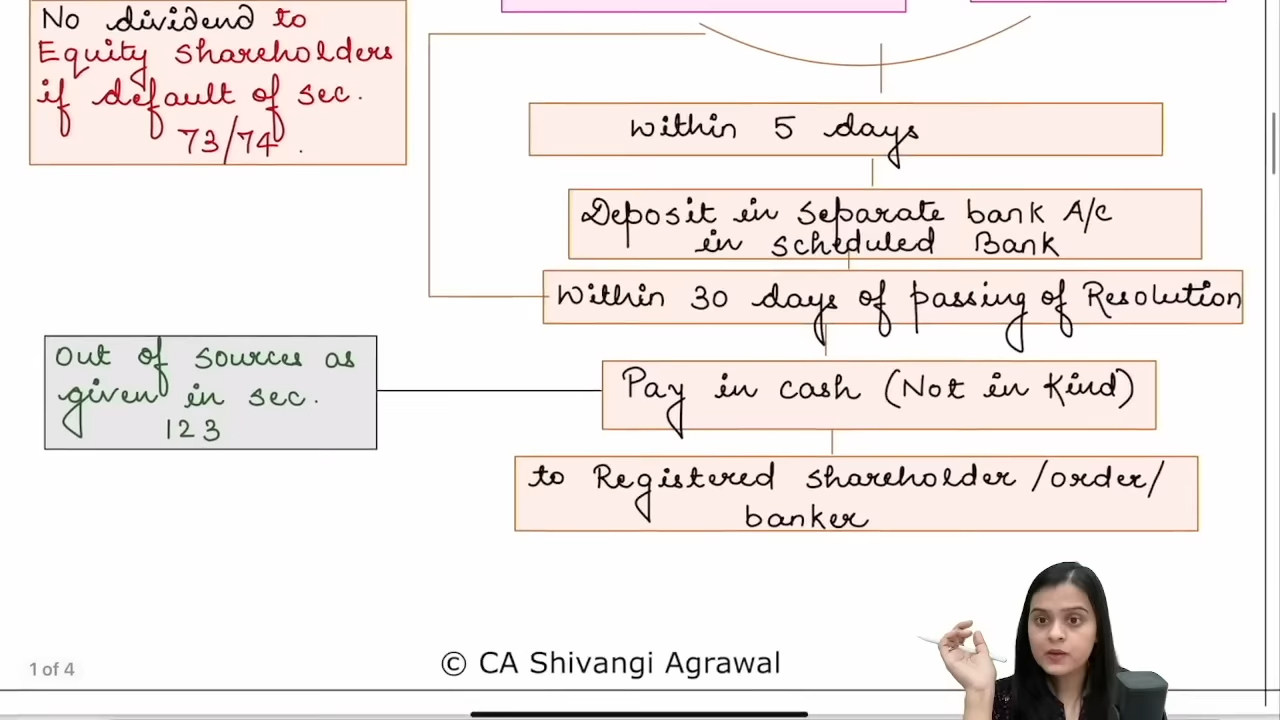 No dividend to
Equity shareholders
if default of sec.
73/74.
within 5 days
Deposit in separate bank A/c
in scheduled Bank
Within 30 days of passing of Resolution
Out of sources as
given in sec.
123
Pay in cash (Not in Kind)
to Registered shareholder /order/
banker
1 of 4
© CA Shivangi Agrawal